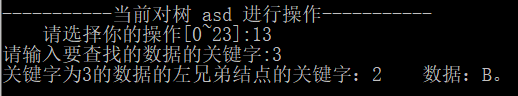 -----------当前对树 asd 进行操作-----------
请选择你的操作[0~23]:13
请输入要查找的数据的关键字:3
关键字为3的数据的左兄弟结点的关键字：2    数据：B。